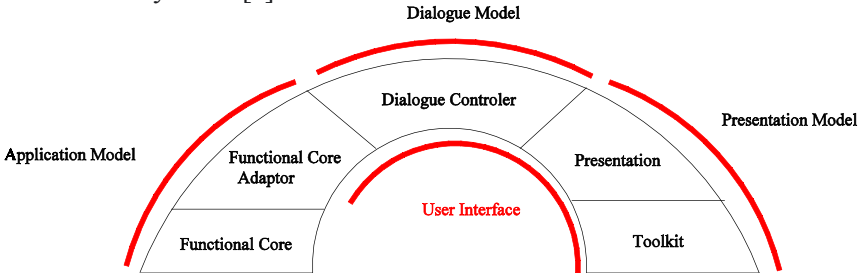 Dialogue Model
Dialogue Controler
Presentation Model
Application Model
Functional Core
Adaptor
Presentation
User Interface
Functional Core
Toolkit